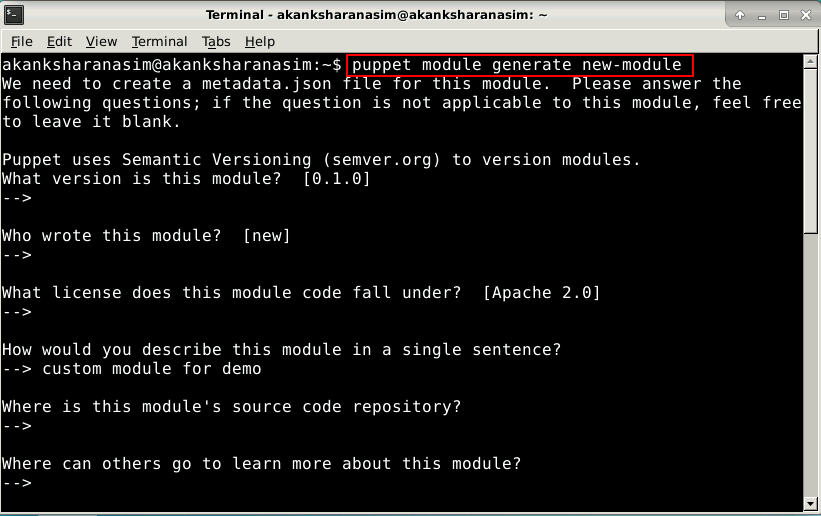 Terminal - akanksharanasim@akanksharanasim: ~
File Edit View Terminal Tabs Help
akanksharanasim@akanksharanasim:~$ puppet module generate new-module
We need to create a metadata.json file for this module.  Please answer the
following questions; if the question is not applicable to this module, feel free
to leave it blank.
Puppet uses Semantic Versioning (semver.org) to version modules.
What version is this module?  [0.1.0]
-->
Who wrote this module?  [new]
-->
What license does this module code fall under?  [Apache 2.0]
-->
How would you describe this module in a single sentence?
--> custom module for demo
Where is this module's source code repository?
-->
Where can others go to learn more about this module?
-->